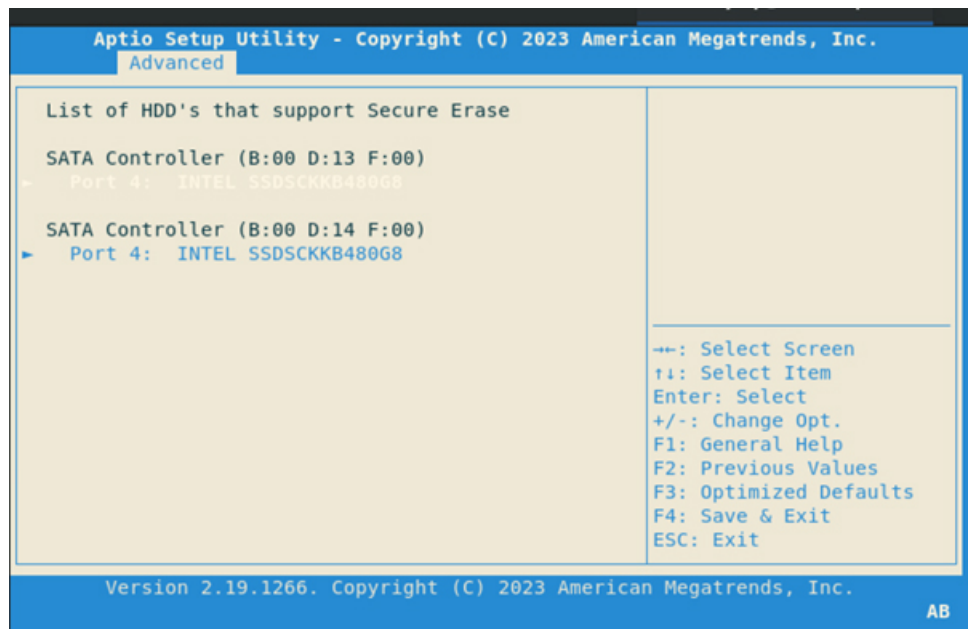 Aptio Setup Utility - Copyright (C) 2023 American Megatrends, Inc.
Advanced
List of HDD's that support Secure Erase
SATA Controller (B:00 D:13 F:00)
► Port 4: INTEL SSDSCKKB480G8
SATA Controller (B:00 D:14 F:00)
► Port 4: INTEL SSDSCKKB480G8
→←: Select Screen
↑↓: Select Item
Enter: Select
+/-: Change Opt.
F1: General Help
F2: Previous Values
F3: Optimized Defaults
F4: Save & Exit
ESC: Exit
Version 2.19.1266. Copyright (C) 2023 American Megatrends, Inc.
AB